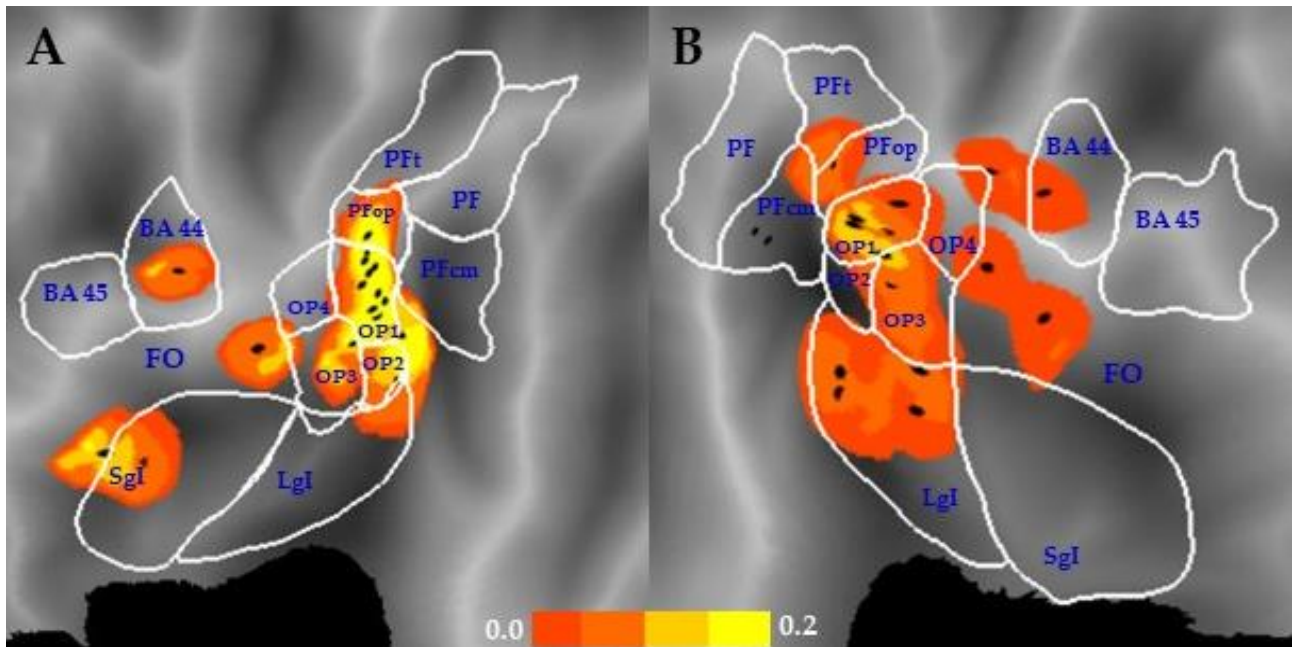 A
PFt
PFop
PF
BA 44
PFcm
BA 45
OP4
OP1
FO
OP2
OP3
SgI
LgI
B
PFt
PF
PFop
BA 44
PFcm
BA 45
OP1
OP4
OP2
OP3
FO
LgI
SgI
0.0
0.2